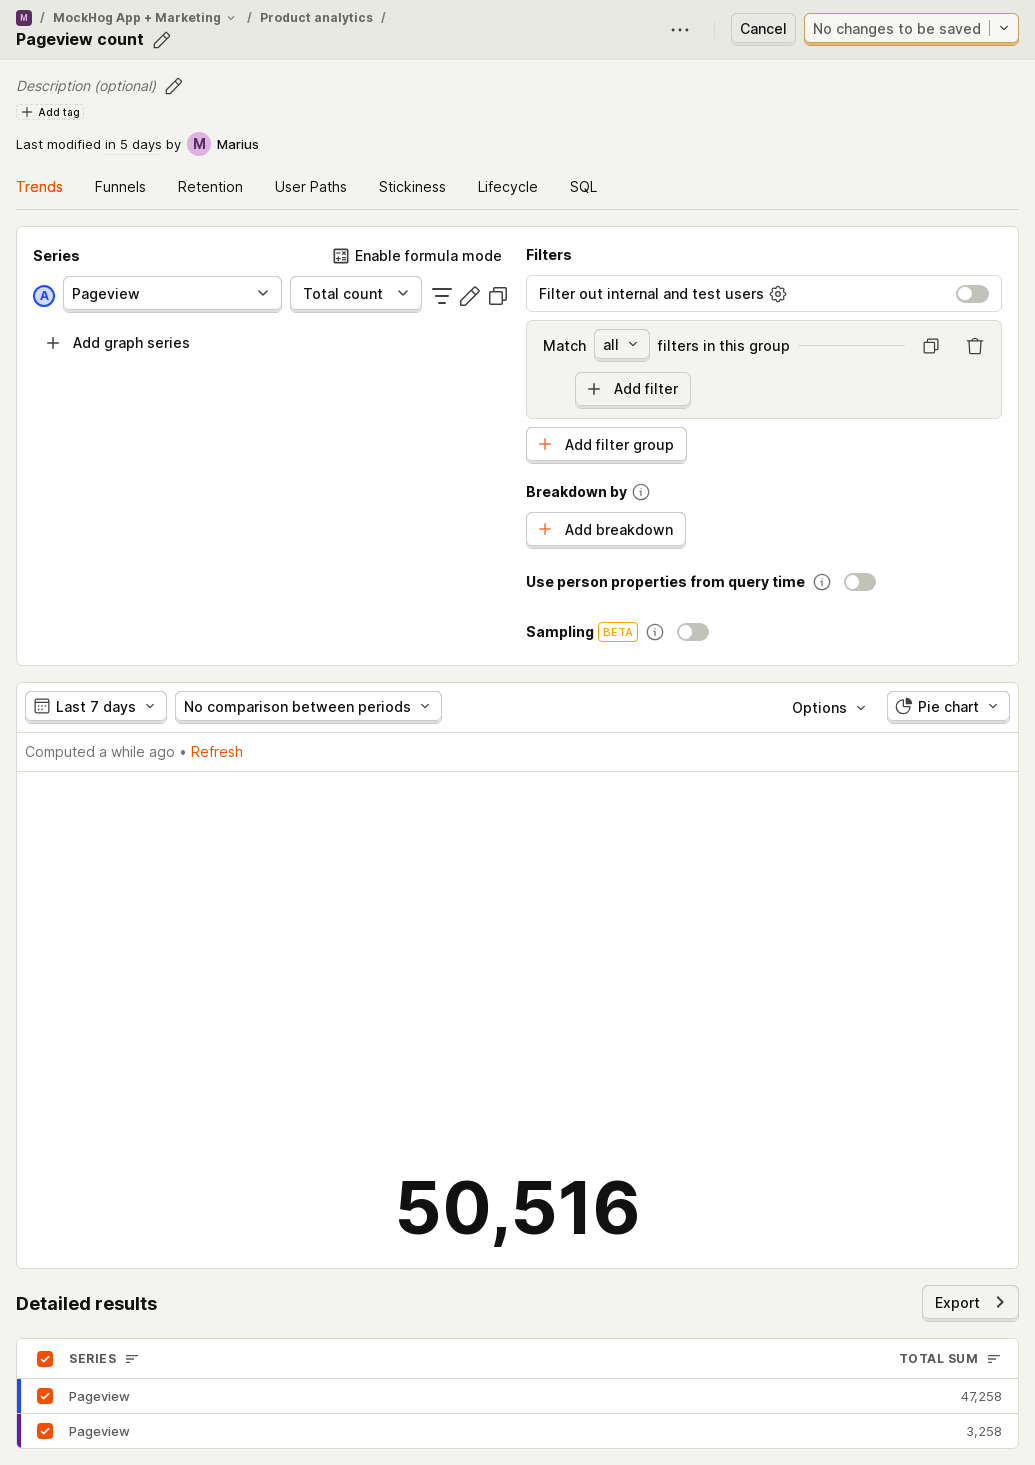 M / MockHog App + Marketing / Product analytics /
Pageview count
Cancel
No changes to be saved
Description (optional)
Add tag
Last modified in 5 days by M Marius
Trends Funnels Retention User Paths Stickiness Lifecycle SQL
Series
Enable formula mode
A Pageview Total count
Add graph series
Filters
Filter out internal and test users
Match all filters in this group
Add filter
Add filter group
Breakdown by
Add breakdown
Use person properties from query time
Sampling BETA
Last 7 days No comparison between periods Options Pie chart
Computed a while ago • Refresh
50,516
Detailed results
Export
SERIES TOTAL SUM
Pageview 47,258
Pageview 3,258